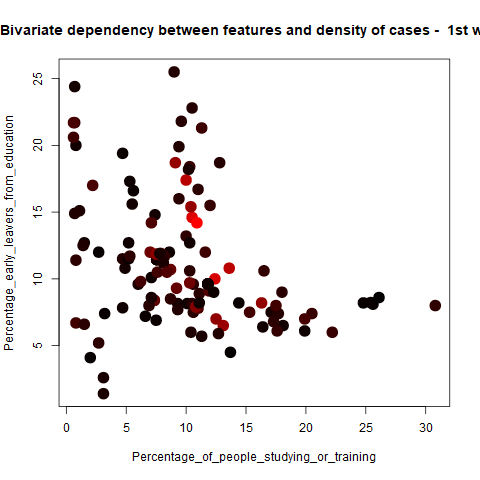 Bivariate dependency between features and density of cases - 1st w
Percentage_early_leavers_from_education
25
20
15
10
5
0 5 10 15 20 25 30
Percentage_of_people_studying_or_training